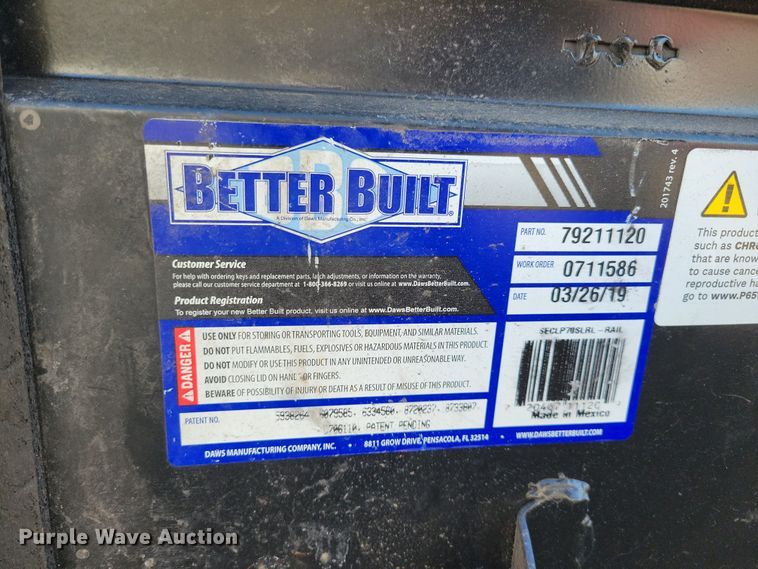 BETTER BUILT
A Division of Daws Manufacturing Co., Inc.
Customer Service
For help with ordering keys and replacement parts, latch adjustments, or information on the warranty,
please call our customer service department at 1-800-366-8269 or visit us online at www.DawsBetterBuilt.com.
Product Registration
To register your new Better Built product, visit us online at www.DawsBetterBuilt.com
PART NO. 79211120
WORK ORDER 0711586
DATE 03/26/19
201743 rev. 4
DANGER
USE ONLY FOR STORING OR TRANSPORTING TOOLS, EQUIPMENT, AND SIMILAR MATERIALS.
DO NOT PUT FLAMMABLES, FUELS, EXPLOSIVES OR HAZARDOUS MATERIALS IN THIS PRODUCT.
DO NOT MODIFY OR USE THIS IN ANY UNINTENDED OR UNREASONABLE WAY.
AVOID CLOSING LID ON HANDS OR FINGERS.
BEWARE OF POSSIBILITY OF INJURY OR DEATH AS A RESULT OF MISUSE OF THIS PRODUCT.
SECLP70SLRL - RAIL
Made in Mexico
PATENT NO. 6334560, 8720237, 8733607
PATENT PENDING
DAWS MANUFACTURING COMPANY, INC. • 8811 GROW DRIVE, PENSACOLA, FL 32514 • WWW.DAWSBETTERBUILT.COM
This product
such as CHR
that are know
to cause cance
reproductive ha
go to www.P65
Purple Wave Auction